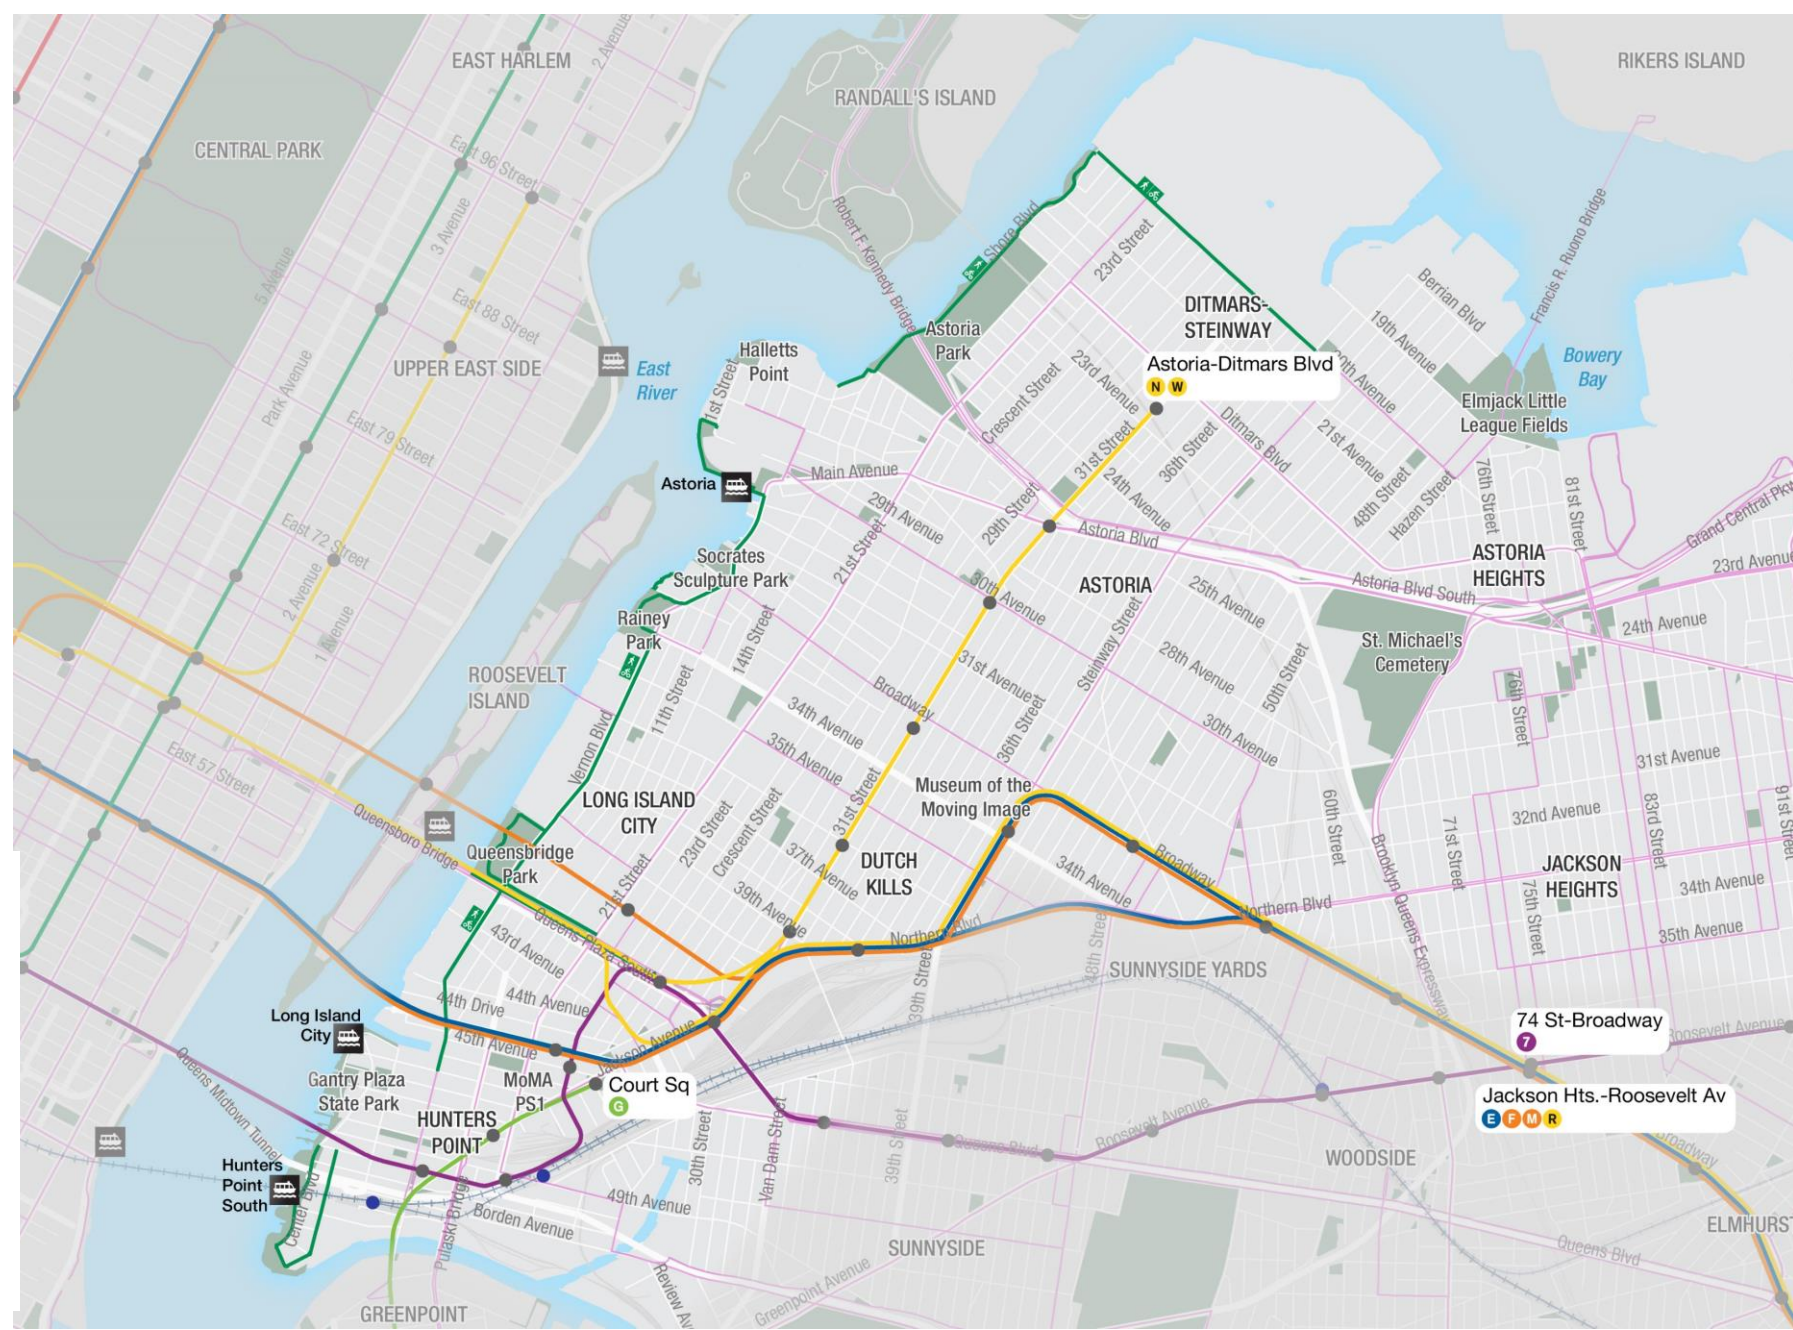 EAST HARLEM
2 Avenue
RIKERS ISLAND
RANDALL'S ISLAND
CENTRAL PARK
East 96 Street
3 Avenue
5 Avenue
East 88 Street
Robert F. Kennedy Bridge
Shore Blvd
23rd Street
Francis R. Ruono Bridge
Berrian Blvd
19th Avenue
DITMARS-
STEINWAY
Astoria
Park
Halletts
Point
East
River
UPPER EAST SIDE
Park Avenue
1st Street
23rd Avenue
Crescent Street
Astoria-Ditmars Blvd
N W
20th Avenue
Bowery
Bay
Elmjack Little
League Fields
East 79 Street
31st Street
36th Street
Ditmars Blvd
21st Avenue
24th Avenue
48th Street
Hazen Street
76th Street
81st Street
Grand Central Pkw
Main Avenue
Astoria
29th Avenue
29th Street
Astoria Blvd
East 72 Street
21st Street
Socrates
Sculpture Park
30th Avenue
ASTORIA
25th Avenue
Astoria Blvd South
ASTORIA
HEIGHTS
23rd Avenue
2 Avenue
1 Avenue
Rainey
Park
14th Street
Steinway Street
St. Michael's
Cemetery
24th Avenue
ROOSEVELT
ISLAND
11th Street
31st Avenue
28th Avenue
50th Street
76th Street
Broadway
34th Avenue
36th Street
30th Avenue
Vernon Blvd
35th Avenue
31st Avenue
East 57 Street
Museum of the
Moving Image
LONG ISLAND
CITY
23rd Street
Crescent Street
31st Street
60th Street
32nd Avenue
83rd Street
91st Street
Queensboro Bridge
Queensbridge
Park
37th Avenue
DUTCH
KILLS
Broadway
34th Avenue
71st Street
Brooklyn Queens Expressway
JACKSON
HEIGHTS
34th Avenue
21st Street
39th Avenue
Northern Blvd
Northern Blvd
75th Street
35th Avenue
Queens Plaza South
43rd Avenue
39th Street
48th Street
SUNNYSIDE YARDS
44th Drive
44th Avenue
Long Island
City
45th Avenue
Jackson Avenue
74 St-Broadway
7
Roosevelt Avenue
Queens Midtown Tunnel
Gantry Plaza
State Park
MoMA
PS1
Court Sq
G
Jackson Hts.-Roosevelt Av
E F M R
HUNTERS
POINT
30th Street
Van Dam Street
39th Street
Queens Blvd
Roosevelt Avenue
WOODSIDE
Broadway
Hunters
Point
South
Center Blvd
Pulaski Bridge
Borden Avenue
49th Avenue
SUNNYSIDE
ELMHURST
Queens Blvd
Review Av
Greenpoint Avenue
GREENPOINT